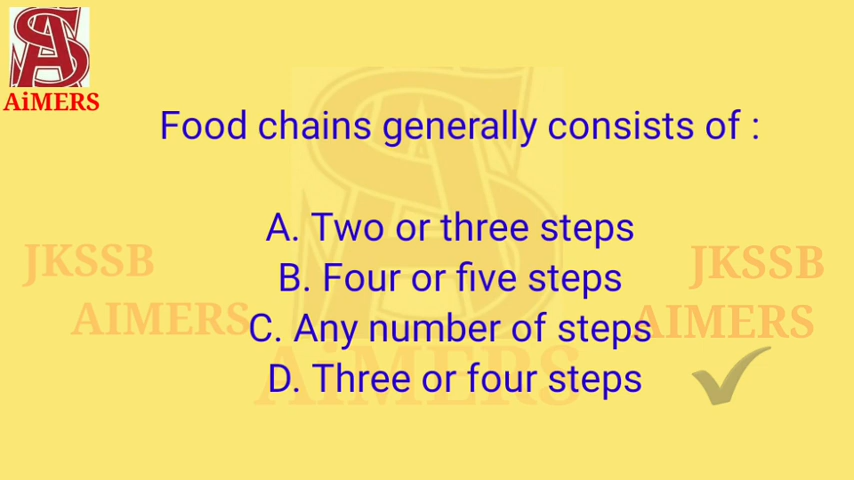 AiMERS
Food chains generally consists of :
A. Two or three steps
B. Four or five steps
JKSSB
JKSSB
AIMERS
C. Any number of steps
AIMERS
D. Three or four steps
AiMERS